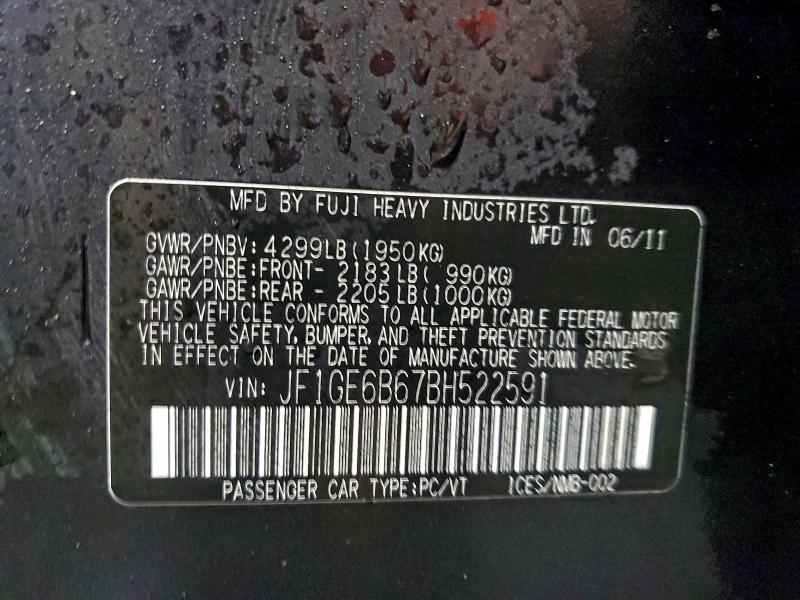 MFD BY FUJI HEAVY INDUSTRIES LTD.
MFD IN 06/11
GVWR/PNBV: 4299LB(1950KG)
GAWR/PNBE:FRONT- 2183LB( 990KG)
GAWR/PNBE:REAR - 2205LB(1000KG)
THIS VEHICLE CONFORMS TO ALL APPLICABLE FEDERAL MOTOR
VEHICLE SAFETY, BUMPER, AND THEFT PREVENTION STANDARDS
IN EFFECT ON THE DATE OF MANUFACTURE SHOWN ABOVE.
VIN: JF1GE6B67BH522591
PASSENGER CAR TYPE:PC/VT ICES/NMB-002